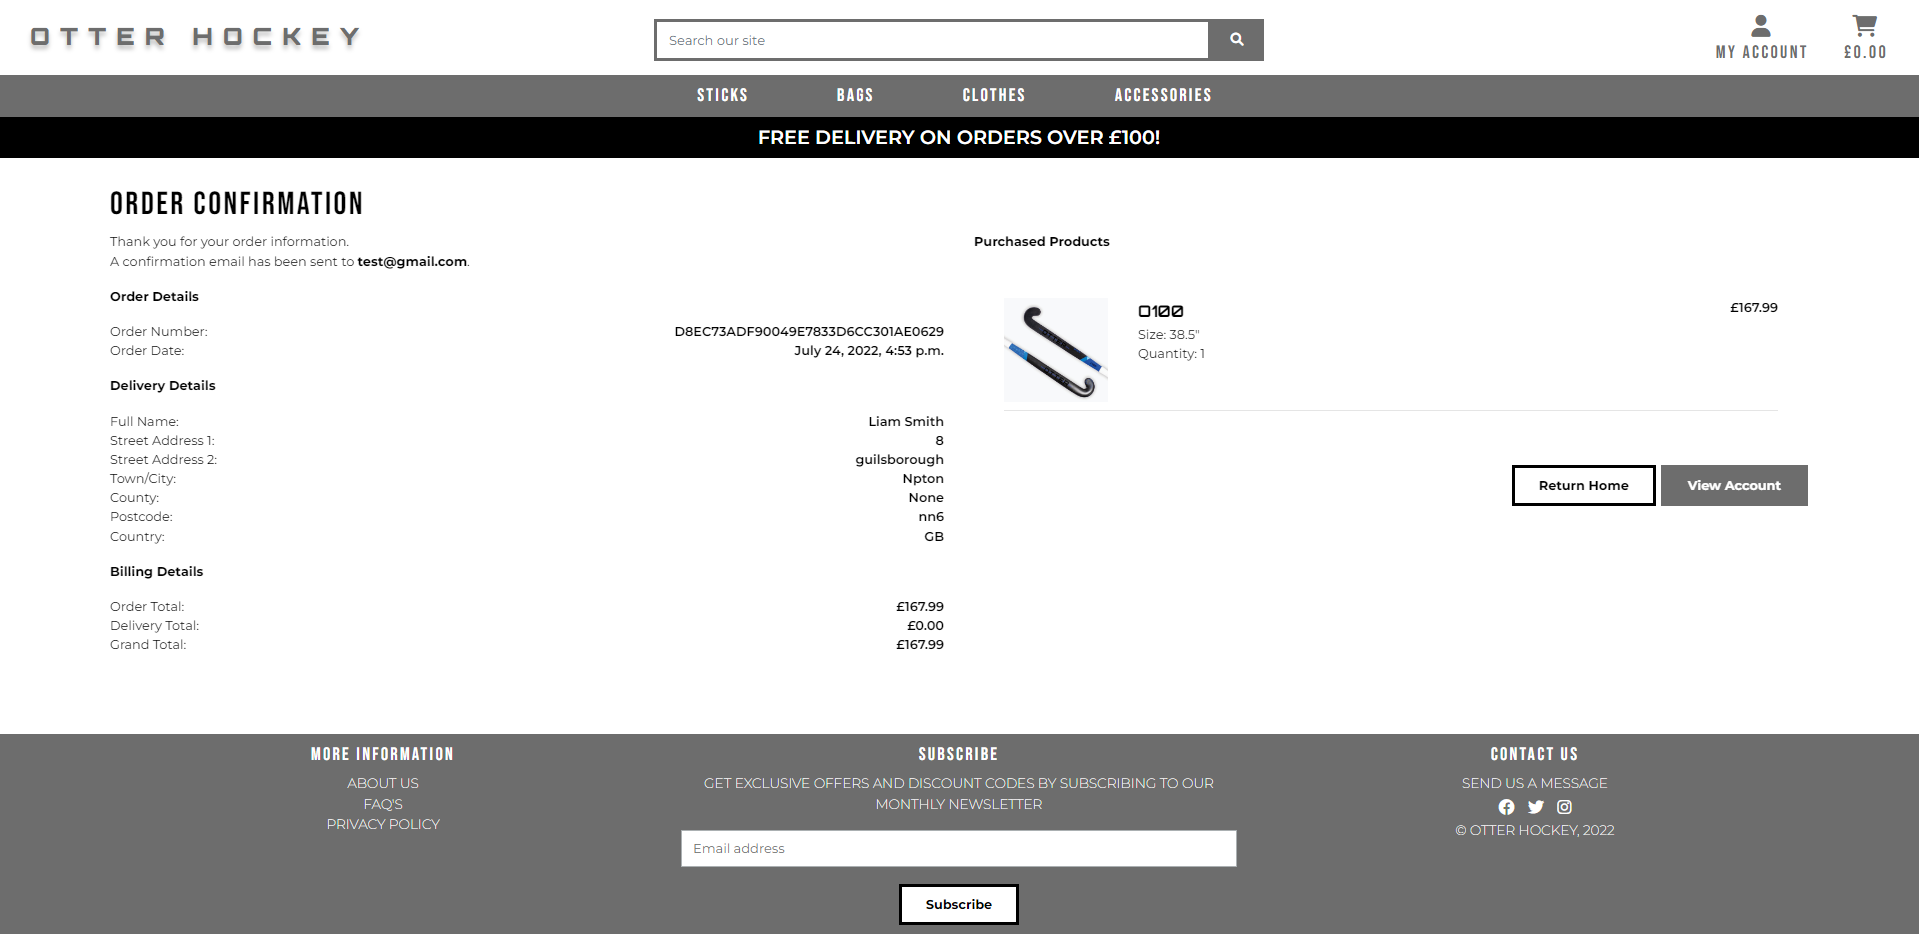 OTTER HOCKEY
Search our site
MY ACCOUNT
£0.00
STICKS BAGS CLOTHES ACCESSORIES
FREE DELIVERY ON ORDERS OVER £100!
ORDER CONFIRMATION
Thank you for your order information.
A confirmation email has been sent to test@gmail.com.
Order Details
Order Number: D8EC73ADF90049E7833D6CC301AE0629
Order Date: July 24, 2022, 4:53 p.m.
Delivery Details
Full Name: Liam Smith
Street Address 1: 8
Street Address 2: guilsborough
Town/City: Npton
County: None
Postcode: nn6
Country: GB
Billing Details
Order Total: £167.99
Delivery Total: £0.00
Grand Total: £167.99
Purchased Products
O100 £167.99
Size: 38.5"
Quantity: 1
Return Home View Account
MORE INFORMATION
ABOUT US
FAQ'S
PRIVACY POLICY
SUBSCRIBE
GET EXCLUSIVE OFFERS AND DISCOUNT CODES BY SUBSCRIBING TO OUR
MONTHLY NEWSLETTER
Email address
Subscribe
CONTACT US
SEND US A MESSAGE
© OTTER HOCKEY, 2022